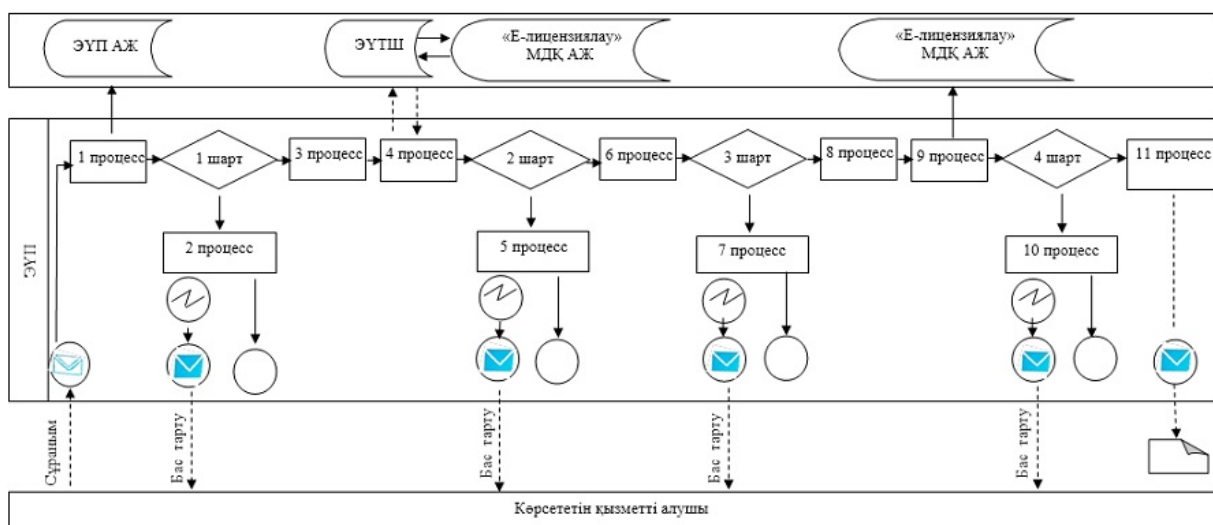 ЭҮП АЖ
ЭҮТШ
«Е-лицензиялау»
МДҚ АЖ
«Е-лицензиялау»
МДҚ АЖ
ЭҮП
1 процесс
1 шарт
3 процесс
4 процесс
2 шарт
6 процесс
3 шарт
8 процесс
9 процесс
4 шарт
11 процесс
2 процесс
5 процесс
7 процесс
10 процесс
Сұраным
Бас тарту
Бас тарту
Бас тарту
Бас тарту
Көрсететін қызметті алушы